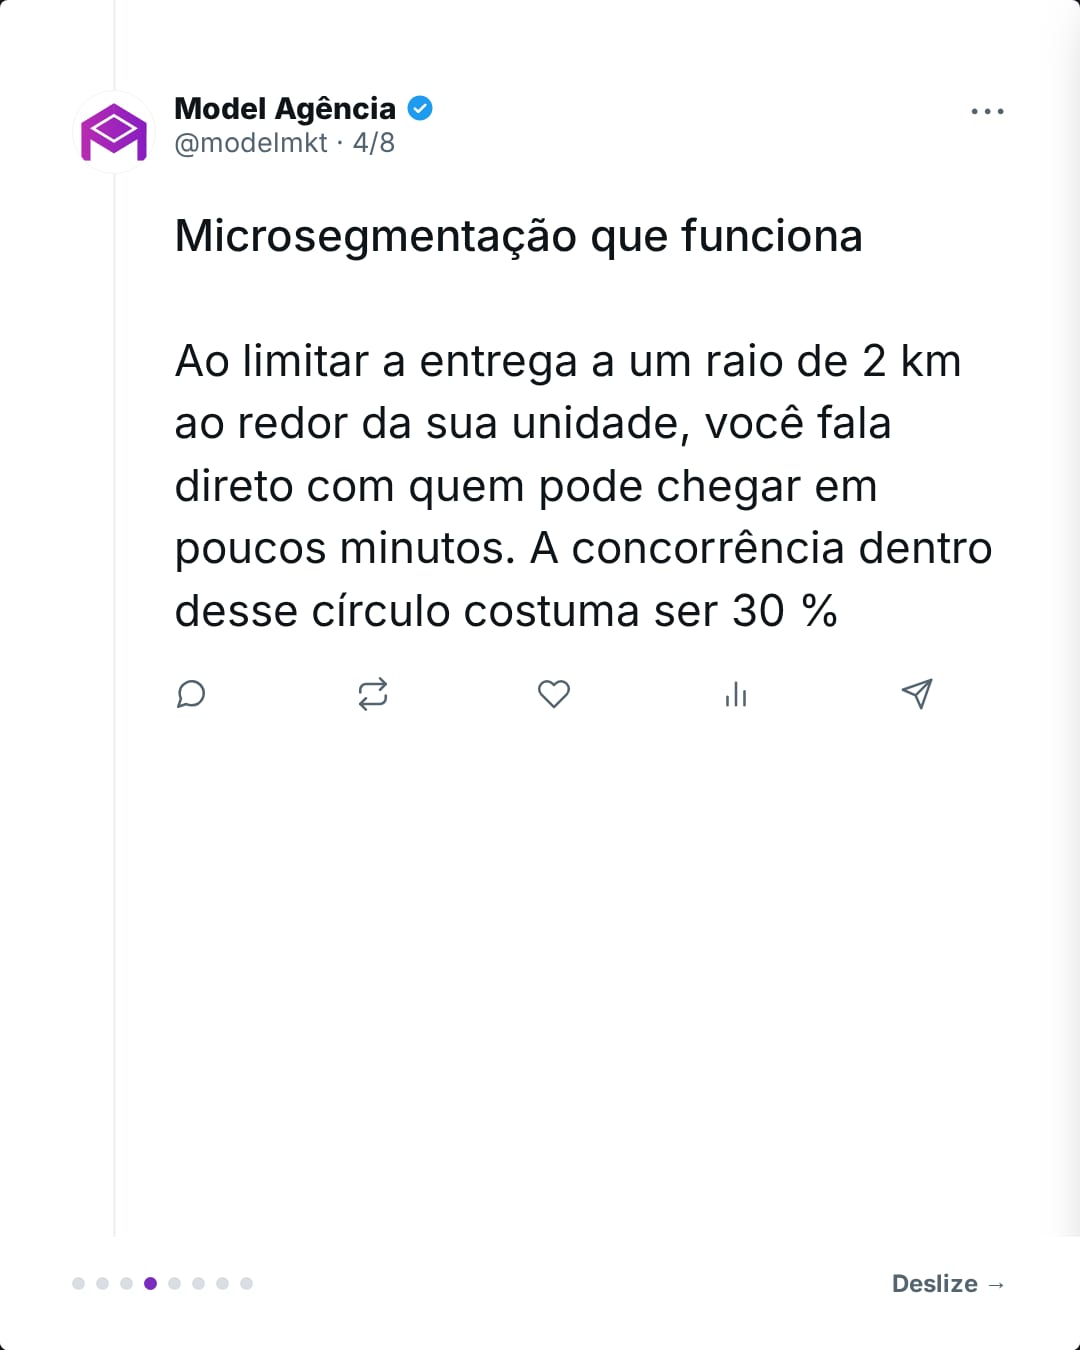 Model Agência
@modelmkt · 4/8
Microsegmentação que funciona
Ao limitar a entrega a um raio de 2 km
ao redor da sua unidade, você fala
direto com quem pode chegar em
poucos minutos. A concorrência dentro
desse círculo costuma ser 30 %
Deslize →